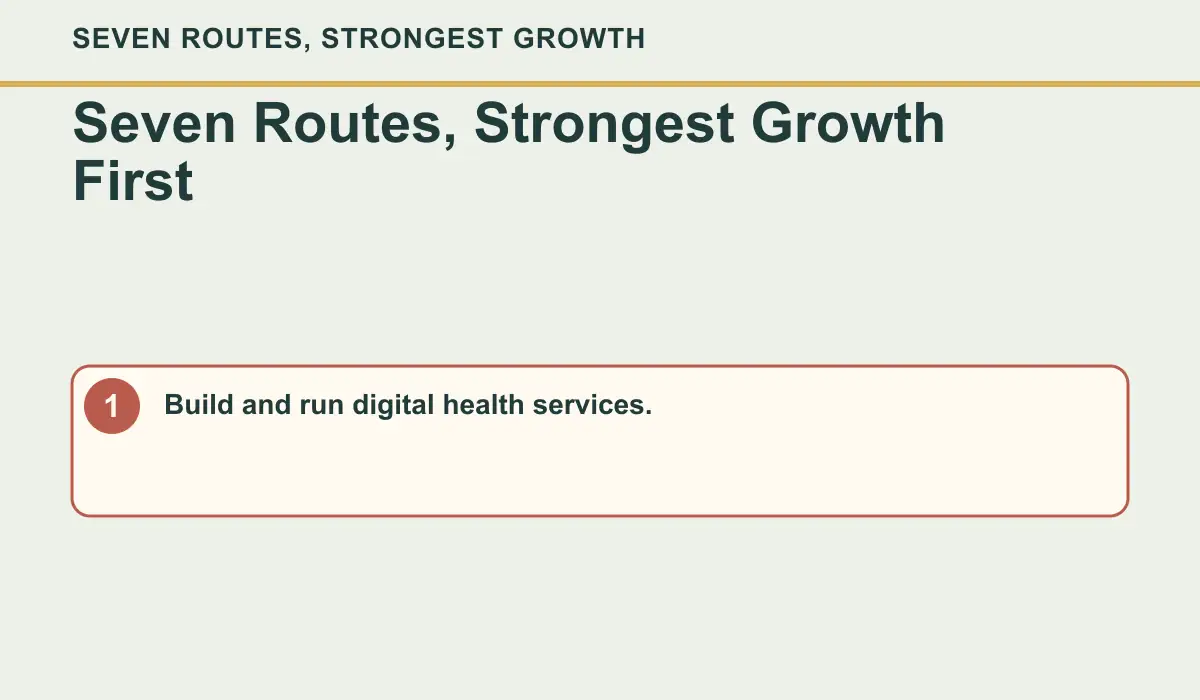 SEVEN ROUTES, STRONGEST GROWTH
Seven Routes, Strongest Growth
First
1
Build and run digital health services.